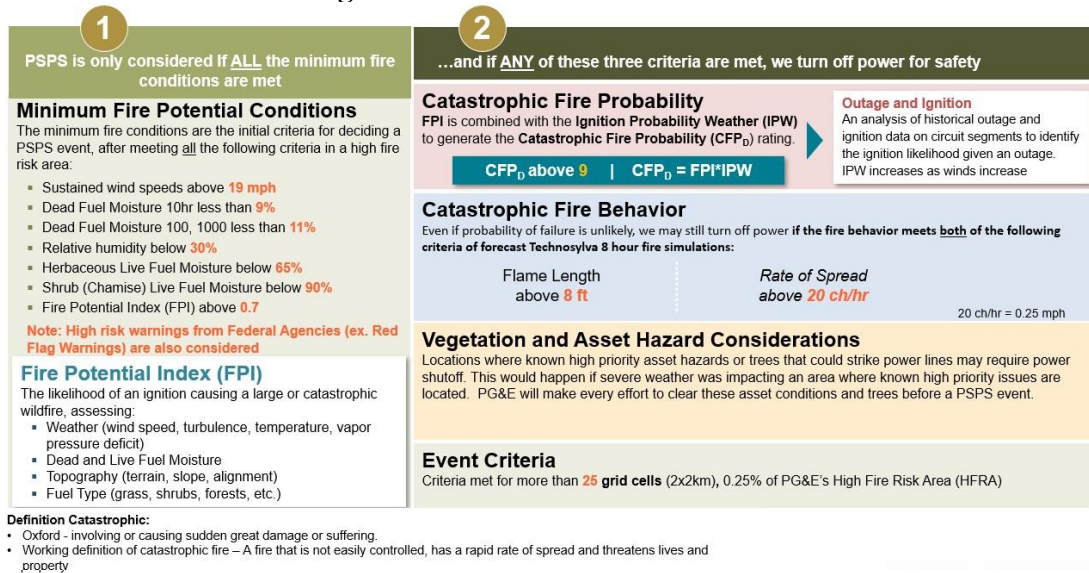 1
PSPS is only considered If ALL the minimum fire
conditions are met
Minimum Fire Potential Conditions
The minimum fire conditions are the initial criteria for deciding a
PSPS event, after meeting all the following criteria in a high fire
risk area:
▪ Sustained wind speeds above 19 mph
▪ Dead Fuel Moisture 10hr less than 9%
▪ Dead Fuel Moisture 100, 1000 less than 11%
▪ Relative humidity below 30%
▪ Herbaceous Live Fuel Moisture below 65%
▪ Shrub (Chamise) Live Fuel Moisture below 90%
▪ Fire Potential Index (FPI) above 0.7
Note: High risk warnings from Federal Agencies (ex. Red
Flag Warnings) are also considered
Fire Potential Index (FPI)
The likelihood of an ignition causing a large or catastrophic
wildfire, assessing:
▪ Weather (wind speed, turbulence, temperature, vapor
pressure deficit)
▪ Dead and Live Fuel Moisture
▪ Topography (terrain, slope, alignment)
▪ Fuel Type (grass, shrubs, forests, etc.)
2
...and if ANY of these three criteria are met, we turn off power for safety
Catastrophic Fire Probability
FPI is combined with the Ignition Probability Weather (IPW)
to generate the Catastrophic Fire Probability (CFPD) rating.
CFPD above 9 | CFPD = FPI*IPW
Outage and Ignition
An analysis of historical outage and
ignition data on circuit segments to identify
the ignition likelihood given an outage.
IPW increases as winds increase
Catastrophic Fire Behavior
Even if probability of failure is unlikely, we may still turn off power if the fire behavior meets both of the following
criteria of forecast Technosylva 8 hour fire simulations:
Flame Length
above 8 ft
Rate of Spread
above 20 ch/hr
20 ch/hr = 0.25 mph
Vegetation and Asset Hazard Considerations
Locations where known high priority asset hazards or trees that could strike power lines may require power
shutoff. This would happen if severe weather was impacting an area where known high priority issues are
located. PG&E will make every effort to clear these asset conditions and trees before a PSPS event.
Event Criteria
Criteria met for more than 25 grid cells (2x2km), 0.25% of PG&E's High Fire Risk Area (HFRA)
Definition Catastrophic:
• Oxford - involving or causing sudden great damage or suffering.
• Working definition of catastrophic fire – A fire that is not easily controlled, has a rapid rate of spread and threatens lives and
property